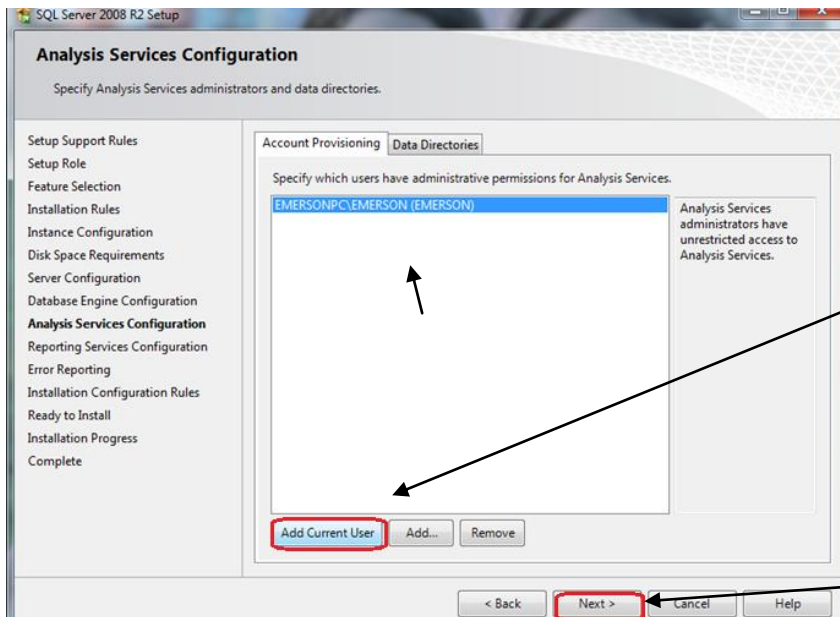 SQL Server 2008 R2 Setup
Analysis Services Configuration
Specify Analysis Services administrators and data directories.
Setup Support Rules
Setup Role
Feature Selection
Installation Rules
Instance Configuration
Disk Space Requirements
Server Configuration
Database Engine Configuration
Analysis Services Configuration
Reporting Services Configuration
Error Reporting
Installation Configuration Rules
Ready to Install
Installation Progress
Complete
Account Provisioning
Data Directories
Specify which users have administrative permissions for Analysis Services.
EMERSONPC\EMERSON (EMERSON)
Analysis Services
administrators have
unrestricted access to
Analysis Services.
Add Current User
Add...
Remove
< Back
Next >
Cancel
Help